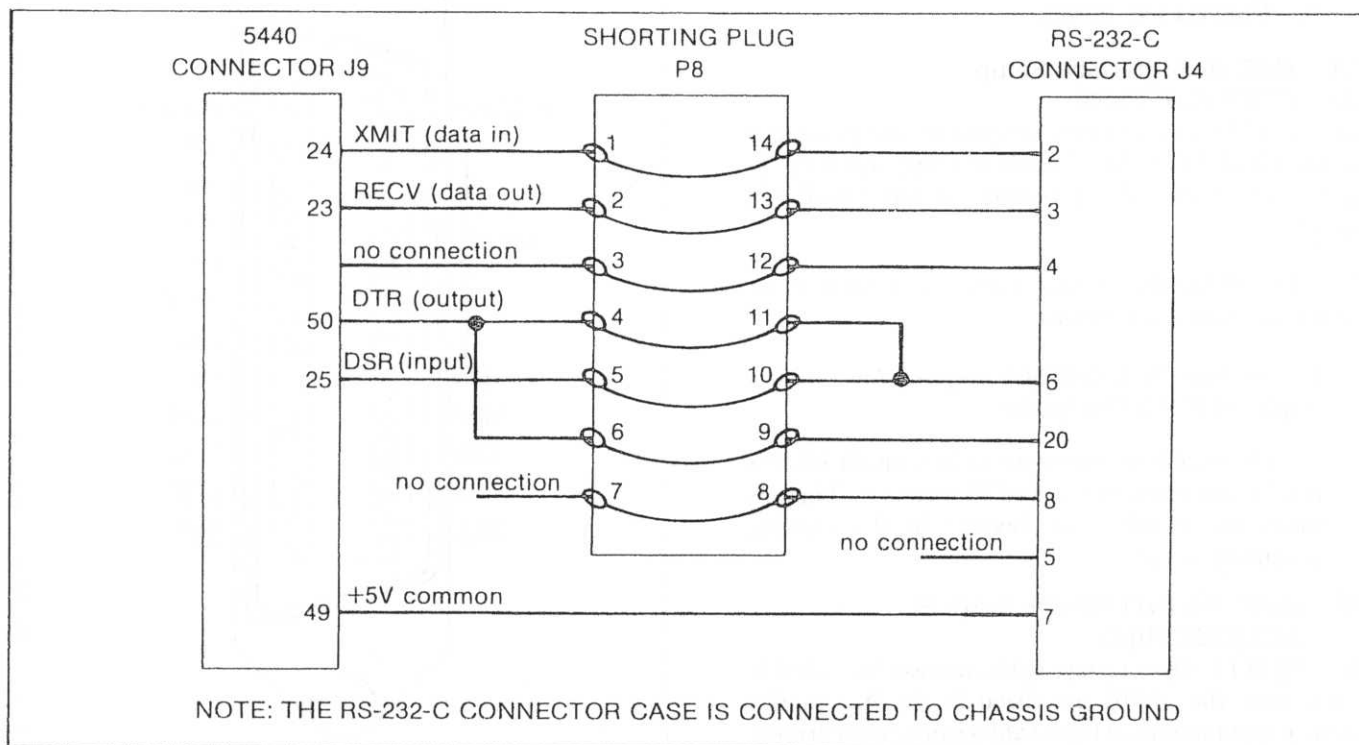 5440
CONNECTOR J9
SHORTING PLUG
P8
RS-232-C
CONNECTOR J4
24 XMIT (data in) 1 14 2
23 RECV (data out) 2 13 3
no connection 3 12 4
50 DTR (output) 4 11
25 DSR (input) 5 10 6
6 9 20
no connection 7 8 8
no connection 5
49 +5V common 7
NOTE: THE RS-232-C CONNECTOR CASE IS CONNECTED TO CHASSIS GROUND